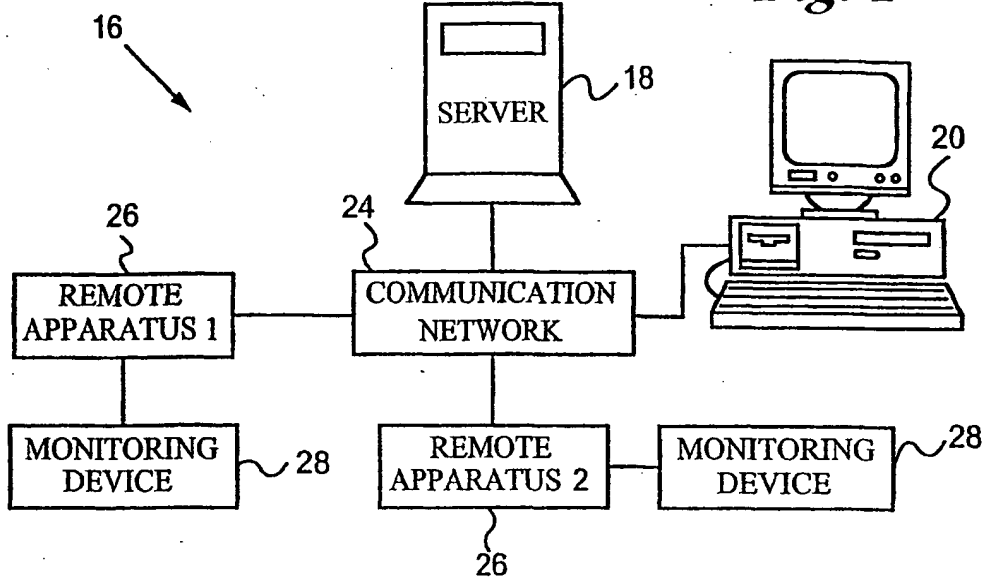 16
SERVER
18
20
24
26
REMOTE
APPARATUS 1
COMMUNICATION
NETWORK
MONITORING
DEVICE
28
REMOTE
APPARATUS 2
MONITORING
DEVICE
28
26